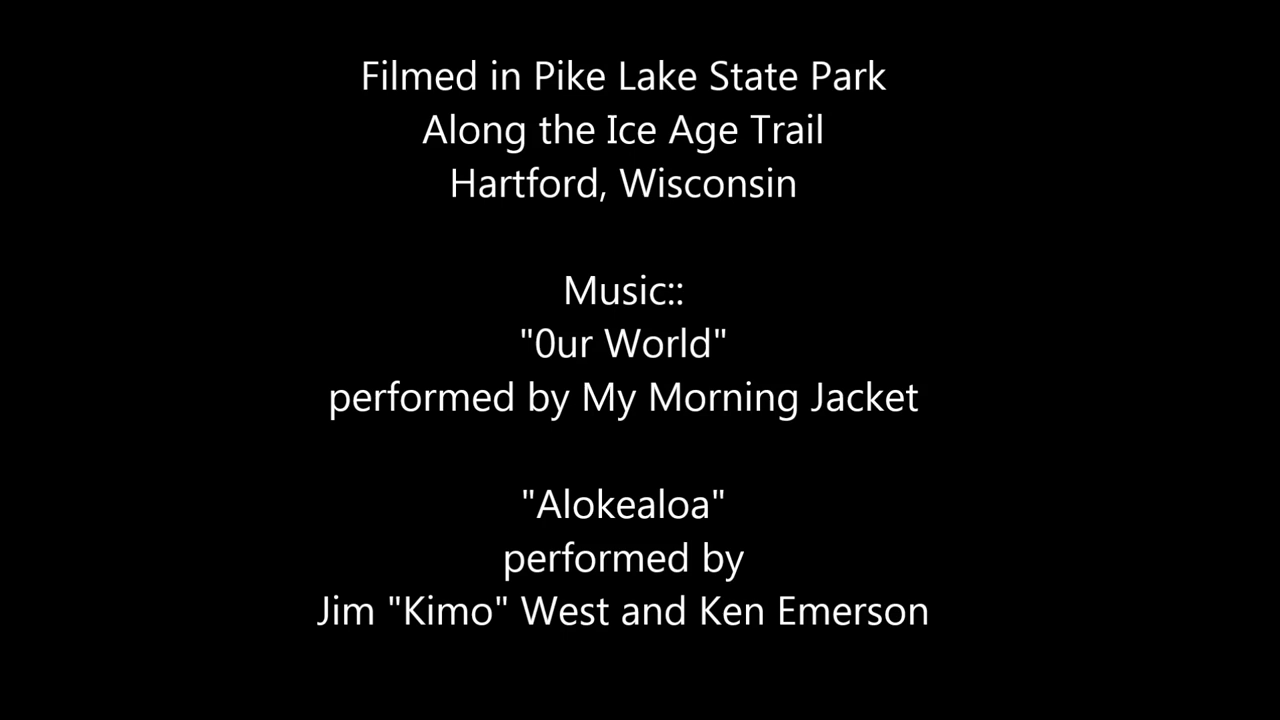 Filmed in Pike Lake State Park
Along the Ice Age Trail
Hartford, Wisconsin
Music::
"0ur World"
performed by My Morning Jacket
"Alokealoa"
performed by
Jim "Kimo" West and Ken Emerson